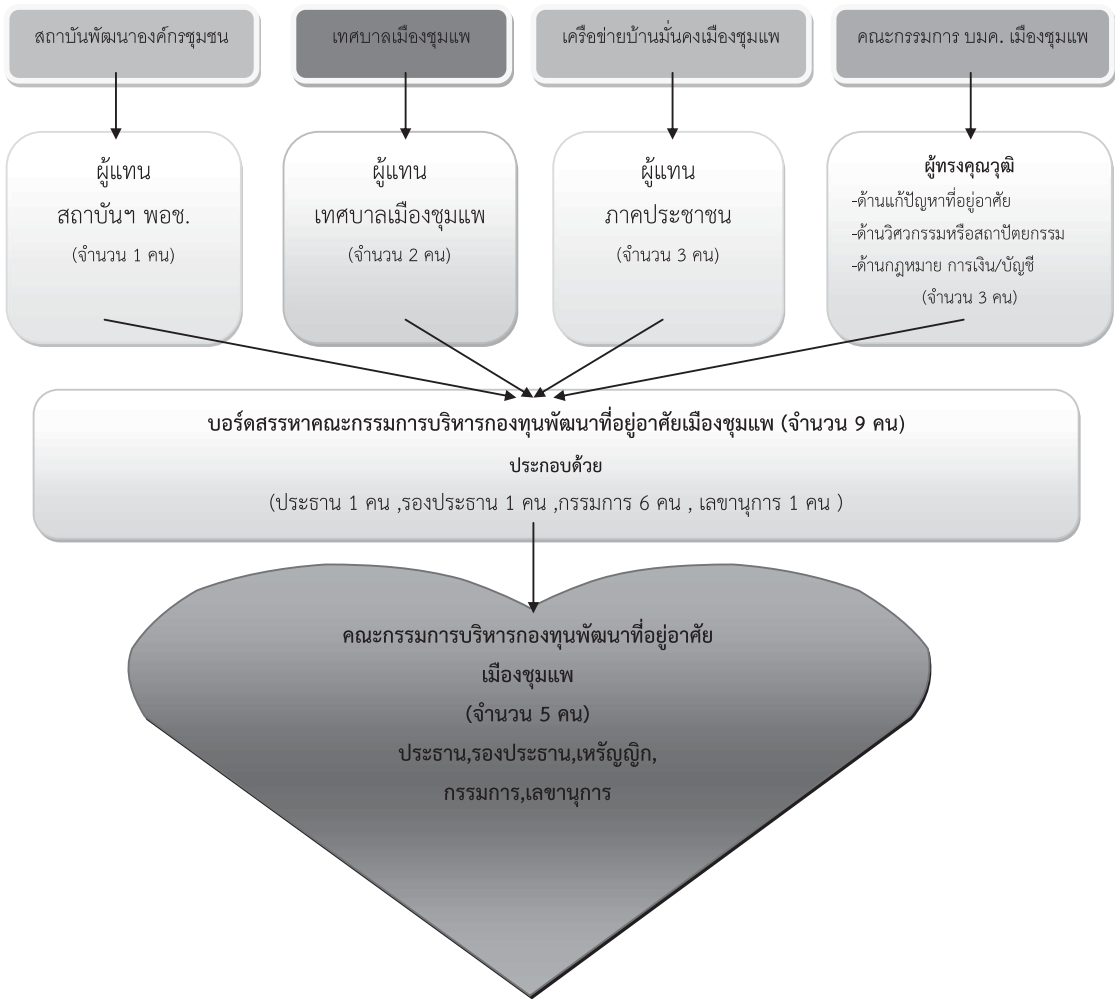 สถาบันพัฒนาองค์กรชุมชน
เทศบาลเมืองชุมแพ
เครือข่ายบ้านมั่นคงเมืองชุมแพ
คณะกรรมการ บมค. เมืองชุมแพ
ผู้แทน
สถาบันฯ พอช.
(จำนวน 1 คน)
ผู้แทน
เทศบาลเมืองชุมแพ
(จำนวน 2 คน)
ผู้แทน
ภาคประชาชน
(จำนวน 3 คน)
ผู้ทรงคุณวุฒิ
-ด้านแก้ปัญหาที่อยู่อาศัย
-ด้านวิศวกรรมหรือสถาปัตยกรรม
-ด้านกฎหมาย การเงิน/บัญชี
(จำนวน 3 คน)
บอร์ดสรรหาคณะกรรมการบริหารกองทุนพัฒนาที่อยู่อาศัยเมืองชุมแพ (จำนวน 9 คน)
ประกอบด้วย
(ประธาน 1 คน ,รองประธาน 1 คน ,กรรมการ 6 คน , เลขานุการ 1 คน )
คณะกรรมการบริหารกองทุนพัฒนาที่อยู่อาศัย
เมืองชุมแพ
(จำนวน 5 คน)
ประธาน,รองประธาน,เหรัญญิก,
กรรมการ,เลขานุการ